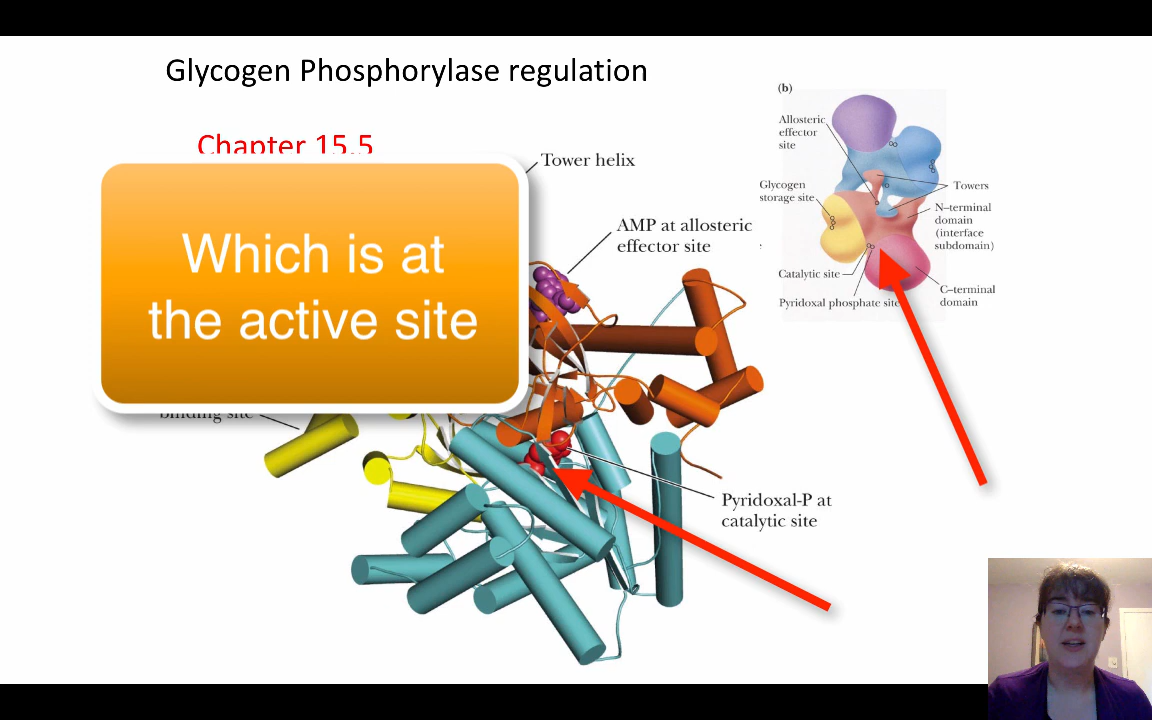 Glycogen Phosphorylase regulation
Chapter 15.5
Which is at
the active site
Tower helix
AMP at allosteric
effector site
binding site
Pyridoxal-P at
catalytic site
(b)
Allosteric
effector
site
Glycogen
storage site
Towers
N–terminal
domain
(interface
subdomain)
Catalytic site
C–terminal
domain
Pyridoxal phosphate site